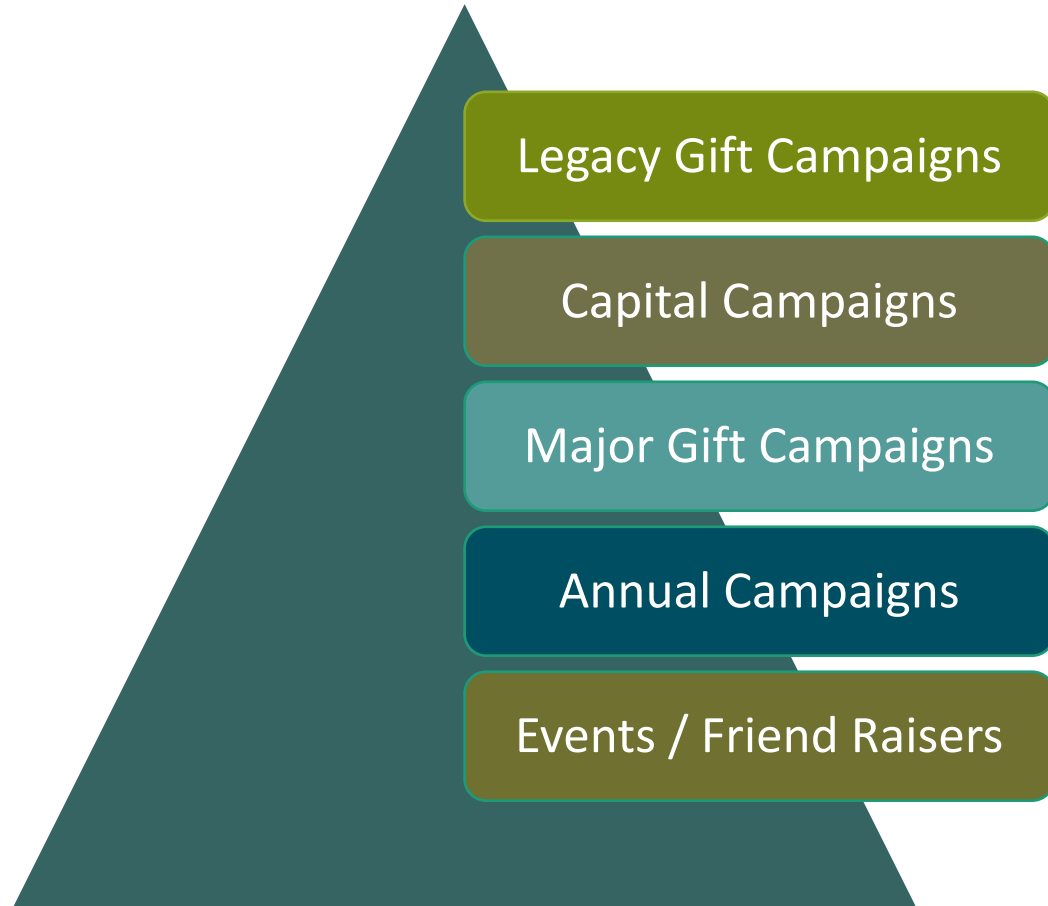 Legacy Gift Campaigns
Capital Campaigns
Major Gift Campaigns
Annual Campaigns
Events / Friend Raisers